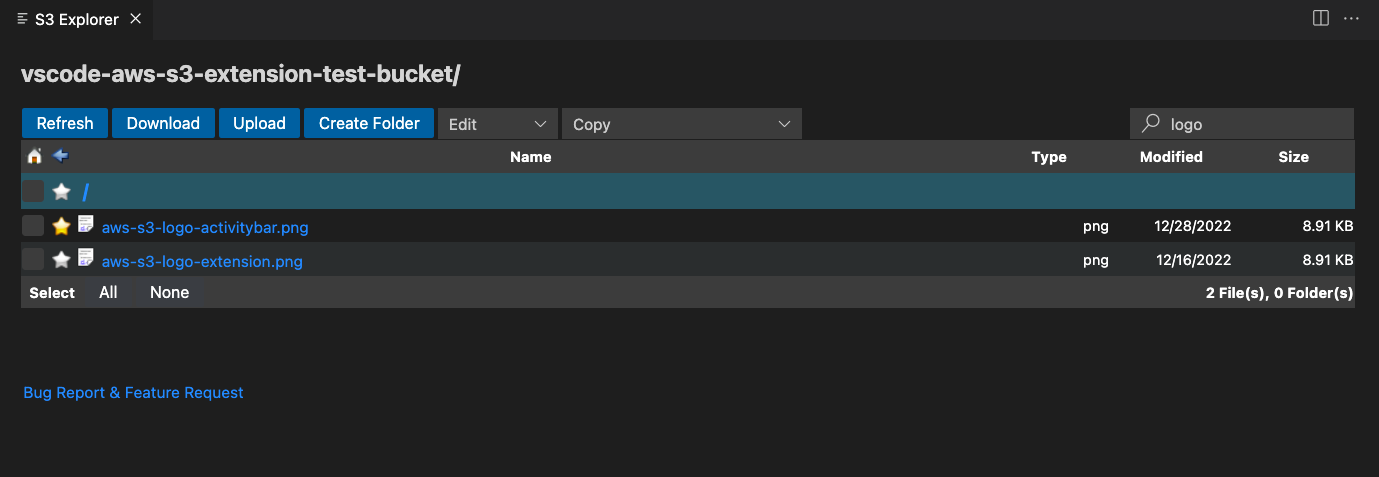 S3 Explorer
vscode-aws-s3-extension-test-bucket/
Refresh Download Upload Create Folder Edit Copy logo
Name Type Modified Size
/
aws-s3-logo-activitybar.png png 12/28/2022 8.91 KB
aws-s3-logo-extension.png png 12/16/2022 8.91 KB
Select All None 2 File(s), 0 Folder(s)
Bug Report & Feature Request